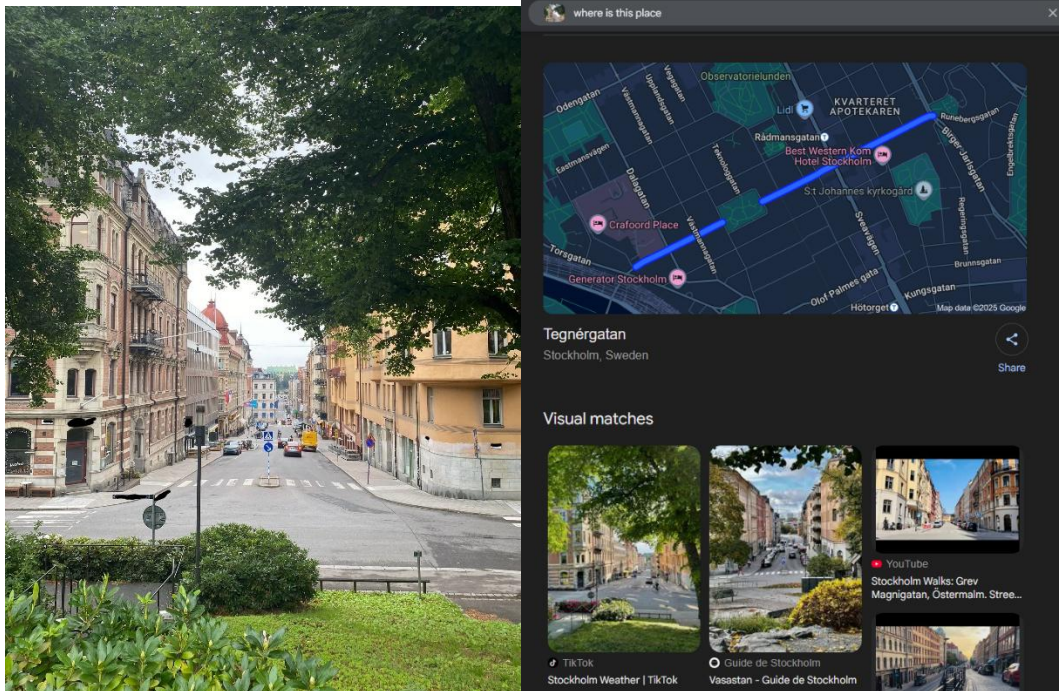 where is this place
Observatorielunden
Odengatan
Vegagatan
Upplandsgatan
Västmannagatan
Lidl
KVARTERET
APOTEKAREN
Runebergsgatan
Rådmansgatan
Birger Jarlsgatan
Engelbrektsgatan
Best Western Kom
Hotel Stockholm
Eastmansvägen
Teknologgatan
Dalagatan
S:t Johannes kyrkogård
Crafoord Place
Västmannagatan
Sveavägen
Regeringsgatan
Torsgatan
Brunnsgatan
Generator Stockholm
Olof Palmes gata
Kungsgatan
Hötorget
Map data ©2025 Google
Tegnérgatan
Stockholm, Sweden
Share
Visual matches
YouTube
Stockholm Walks: Grev
Magnigatan, Östermalm. Stree...
TikTok
Stockholm Weather | TikTok
Guide de Stockholm
Vasastan - Guide de Stockholm